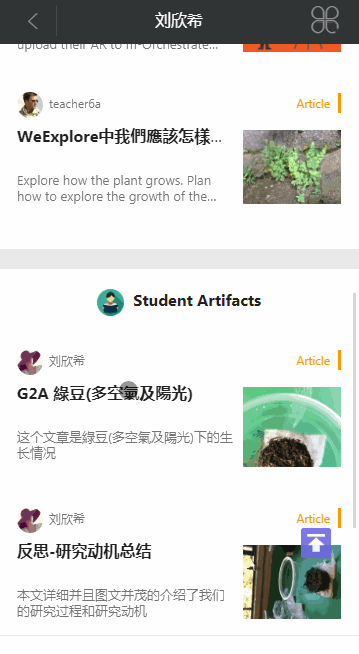 刘欣希
upload their AR to m-Orchestrate...
teacher6a
Article
WeExplore中我們應該怎樣...
Explore how the plant grows. Plan
how to explore the growth of the...
Student Artifacts
刘欣希
Article
G2A 綠豆(多空氣及陽光)
这个文章是綠豆(多空氣及陽光)下的生
长情况
刘欣希
Article
反思-研究动机总结
本文详细并且图文并茂的介绍了我们
的研究过程和研究动机